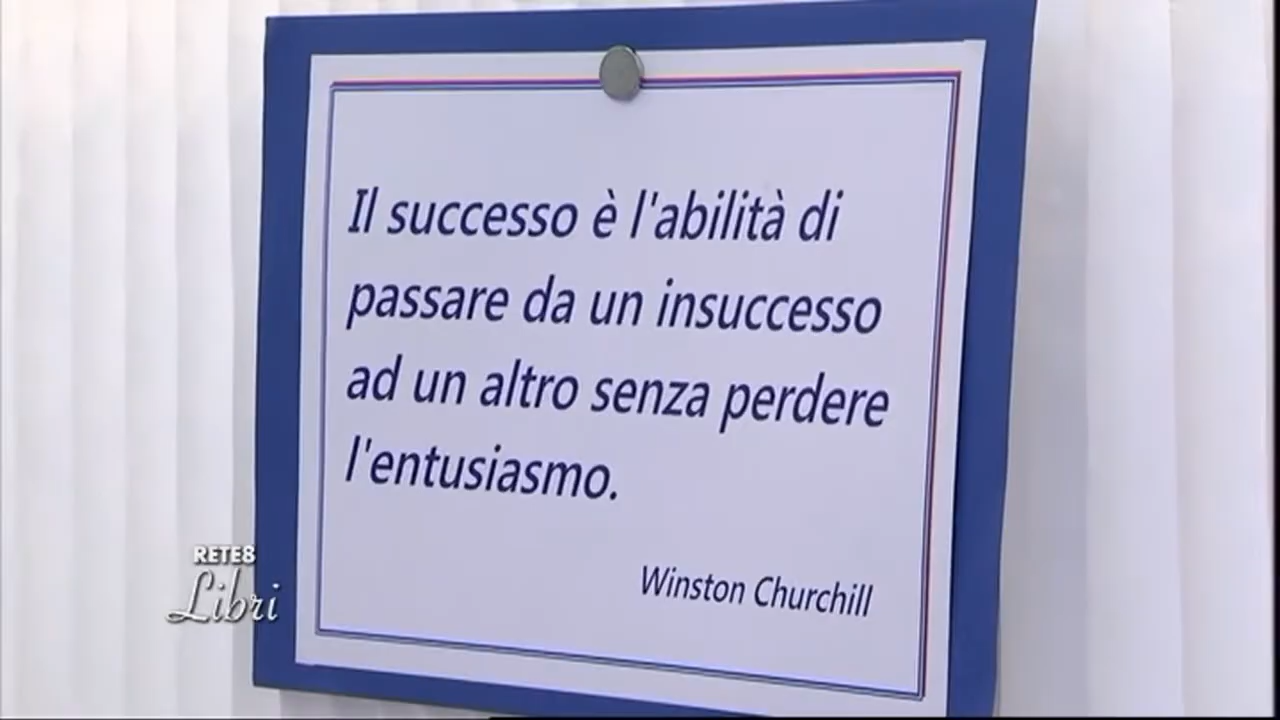 Il successo è l'abilità di
passare da un insuccesso
ad un altro senza perdere
l'entusiasmo.
Winston Churchill
RETE8
Libri